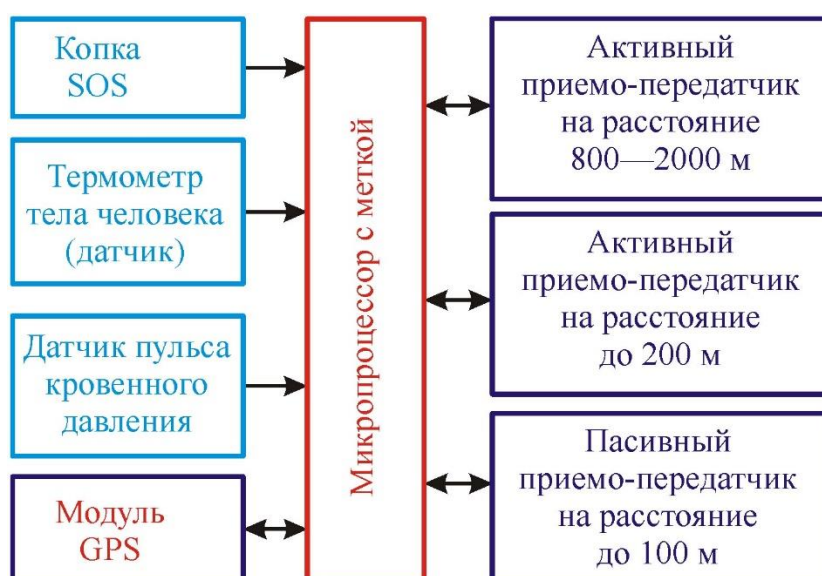 Копка
SOS
Термометр
тела человека
(датчик)
Датчик пульса
кровенного
давления
Модуль
GPS
Микропроцессор с меткой
Активный
приемо-передатчик
на расстояние
800—2000 м
Активный
приемо-передатчик
на расстояние
до 200 м
Пасивный
приемо-передатчик
на расстояние
до 100 м